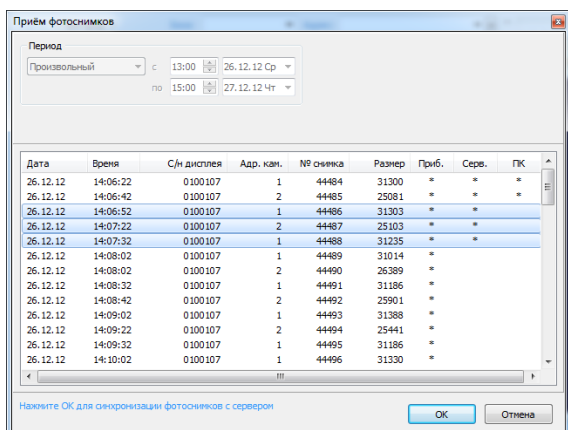 Приём фотоснимков
Период
Произвольный с 13:00 26.12.12 Ср
по 15:00 27.12.12 Чт
Дата Время С/н дисплея Адр. кам. № снимка Размер Приб. Серв. ПК
26.12.12 14:06:22 0100107 1 44484 31300 * * *
26.12.12 14:06:42 0100107 2 44485 25081 * * *
26.12.12 14:06:52 0100107 1 44486 31303 * *
26.12.12 14:07:22 0100107 2 44487 25103 * *
26.12.12 14:07:32 0100107 1 44488 31235 * *
26.12.12 14:08:02 0100107 1 44489 31014 *
26.12.12 14:08:02 0100107 2 44490 26389 *
26.12.12 14:08:32 0100107 1 44491 31186 *
26.12.12 14:08:42 0100107 2 44492 25901 *
26.12.12 14:09:02 0100107 1 44493 31388 *
26.12.12 14:09:22 0100107 2 44494 25441 *
26.12.12 14:09:32 0100107 1 44495 31186 *
26.12.12 14:10:02 0100107 1 44496 31330 *
Нажмите ОК для синхронизации фотоснимков с сервером
ОК Отмена